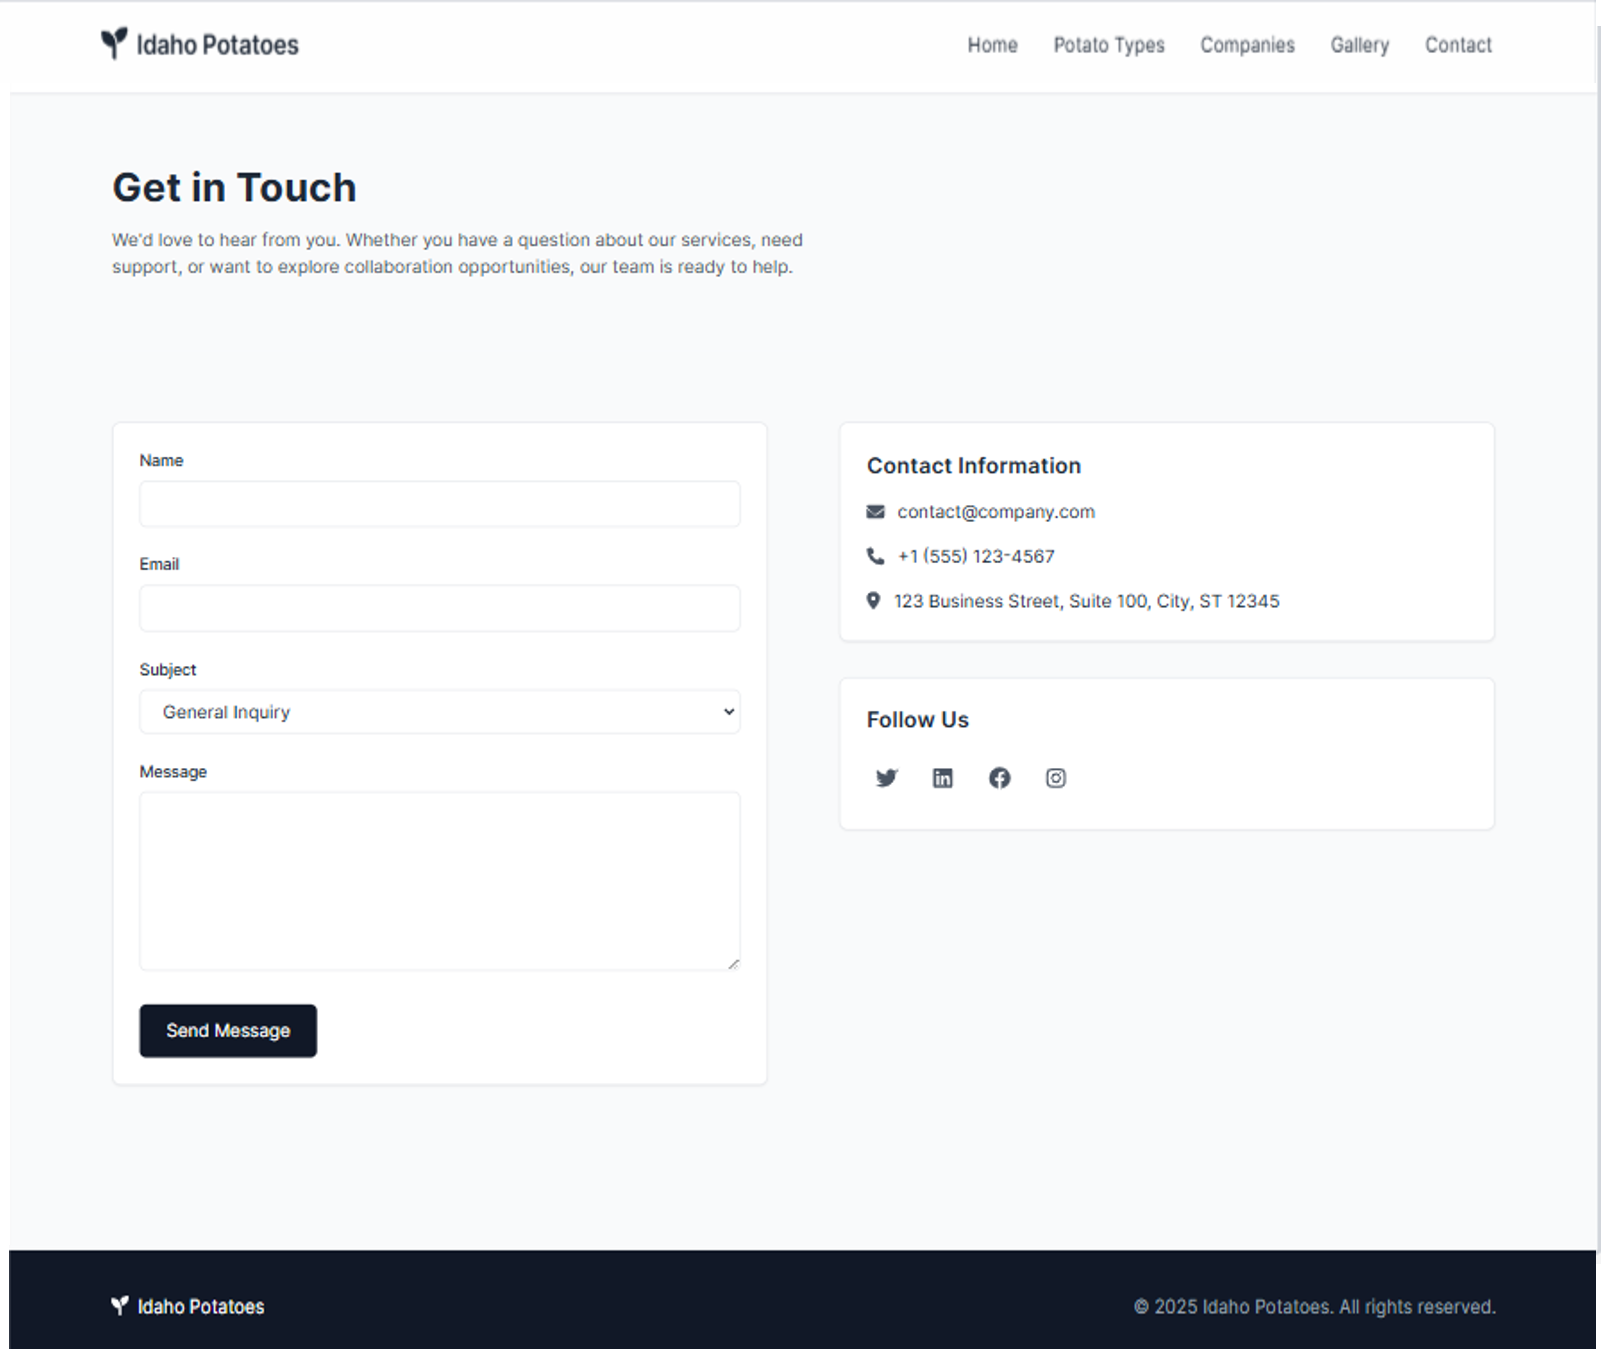 Idaho Potatoes
Home Potato Types Companies Gallery Contact
Get in Touch
We'd love to hear from you. Whether you have a question about our services, need
support, or want to explore collaboration opportunities, our team is ready to help.
Name
Email
Subject
General Inquiry
Message
Send Message
Contact Information
contact@company.com
+1 (555) 123-4567
123 Business Street, Suite 100, City, ST 12345
Follow Us
Idaho Potatoes
© 2025 Idaho Potatoes. All rights reserved.